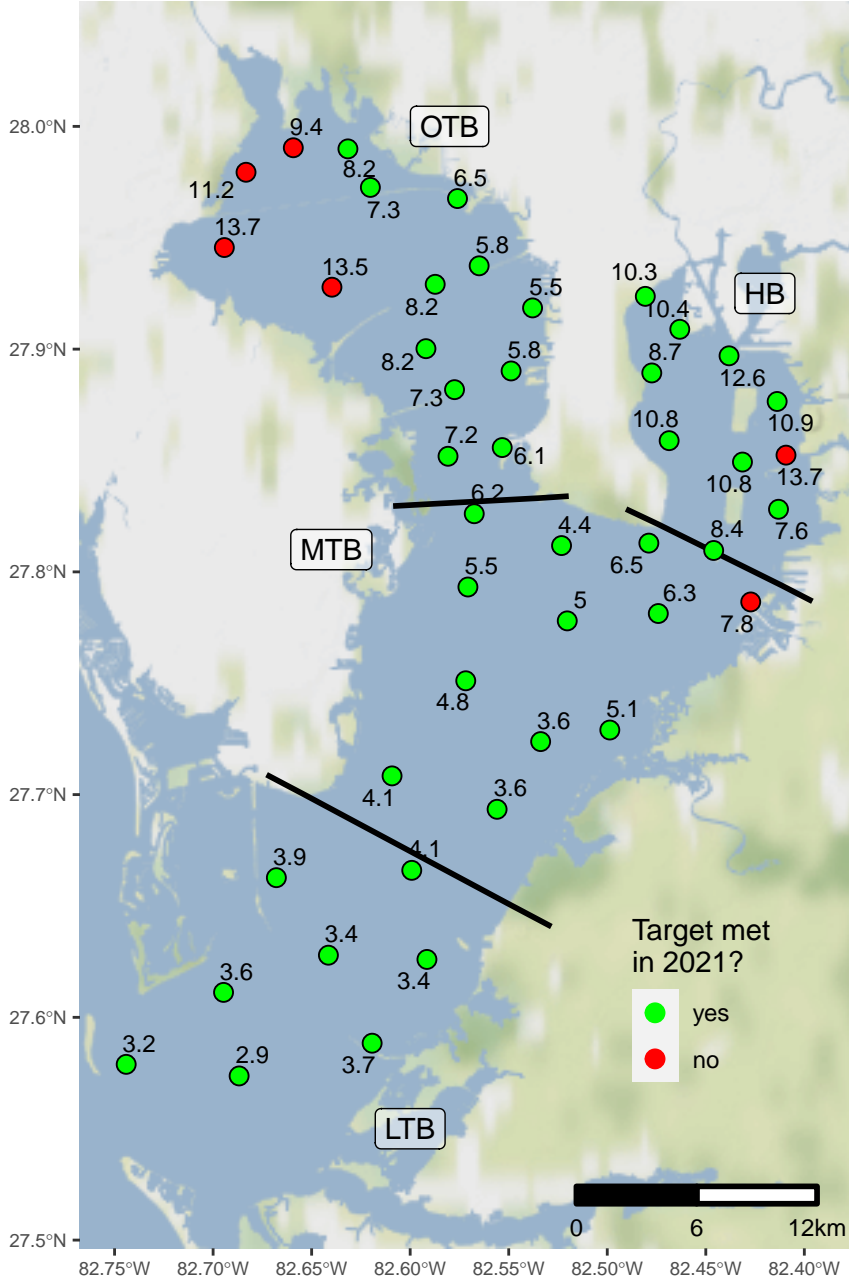 28.0°N
9.4
OTB
8.2
11.2
6.5
7.3
13.7
5.8
13.5
10.3
HB
8.2
5.5
10.4
27.9°N
8.2
5.8
8.7
12.6
7.3
10.9
7.2
6.1
10.8
10.8
13.7
6.2
MTB
4.4
6.5
8.4
7.6
27.8°N
5.5
5
6.3
7.8
4.8
3.6
5.1
27.7°N
4.1
3.6
3.9
4.1
3.4
3.4
Target met
in 2021?
3.6
27.6°N
yes
3.2
2.9
3.7
no
LTB
0
6
12km
27.5°N
82.75°W
82.70°W
82.65°W
82.60°W
82.55°W
82.50°W
82.45°W
82.40°W